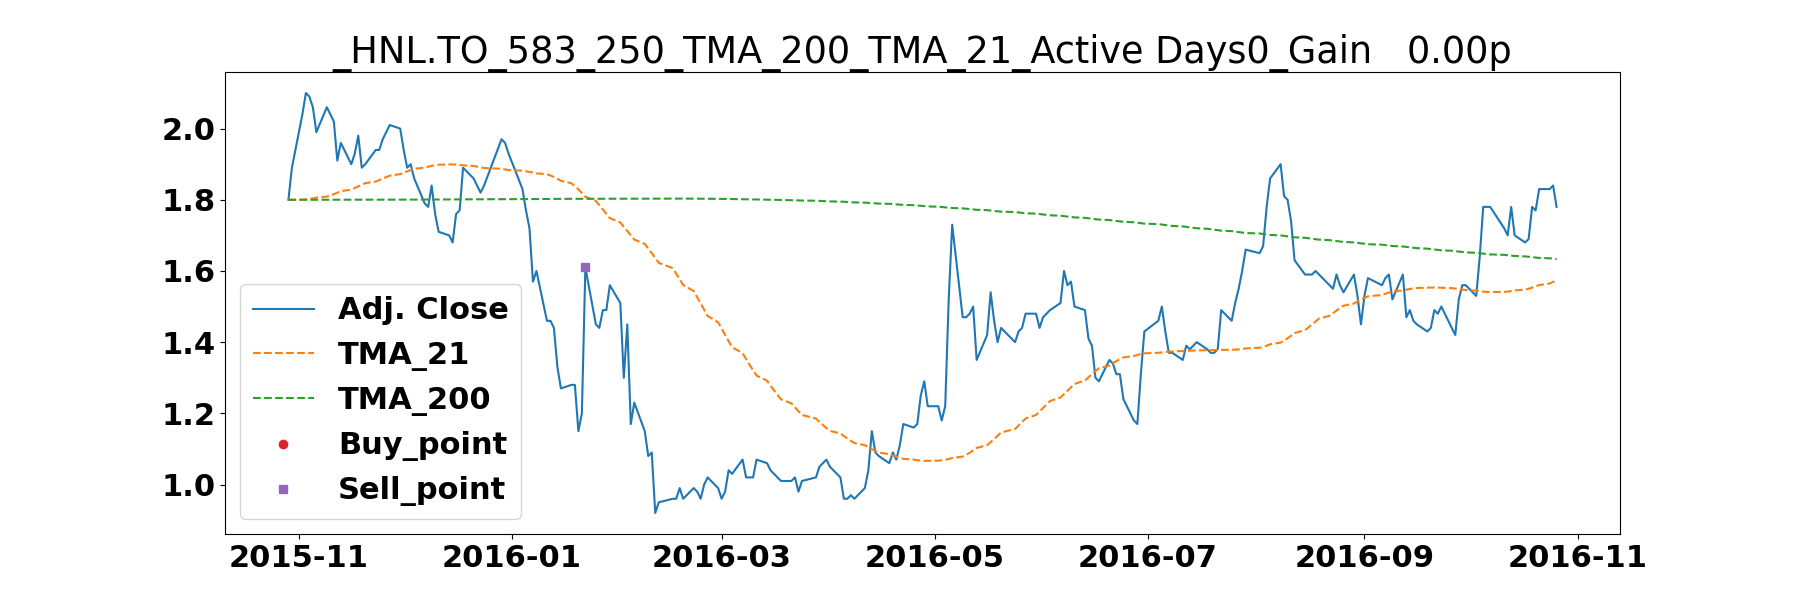 _HNL.TO_583_250_TMA_200_TMA_21_Active Days0_Gain   0.00p
2.0
1.8
1.6
1.4
1.2
1.0
Adj. Close
TMA_21
TMA_200
Buy_point
Sell_point
2015-11 2016-01 2016-03 2016-05 2016-07 2016-09 2016-11